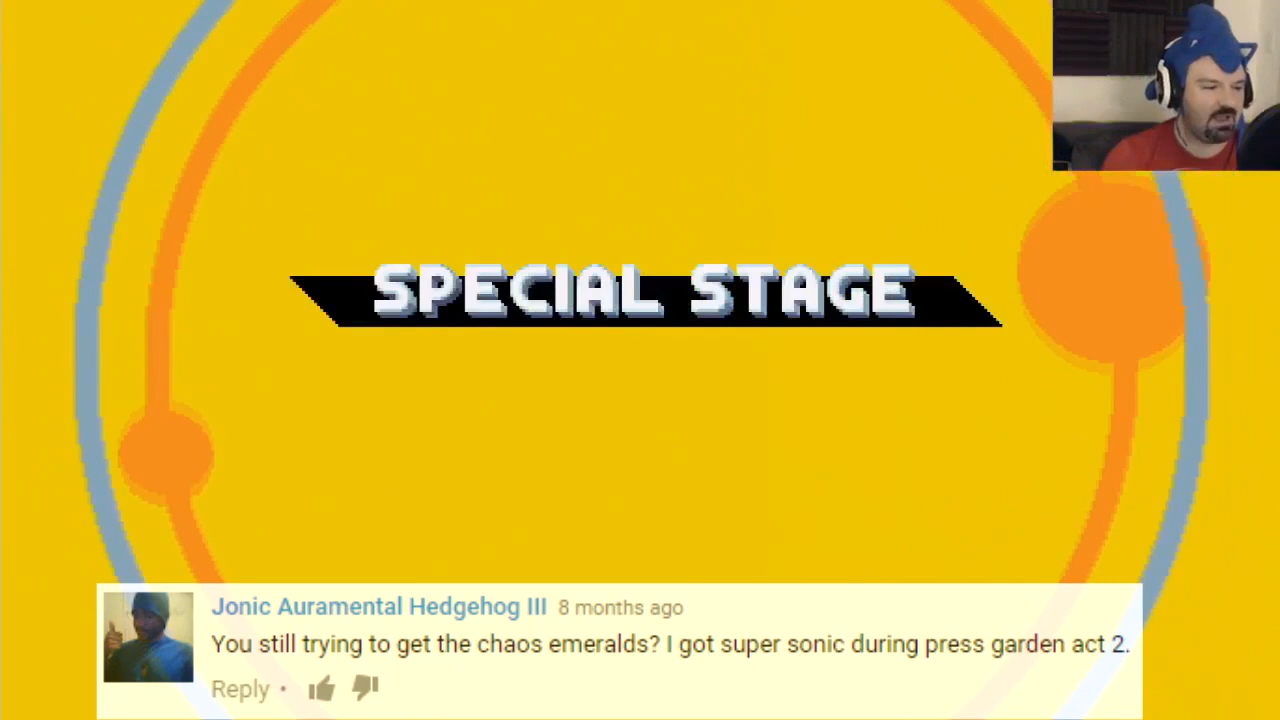 SPECIAL STAGE
Jonic Auramental Hedgehog III 8 months ago
You still trying to get the chaos emeralds? I got super sonic during press garden act 2.
Reply •